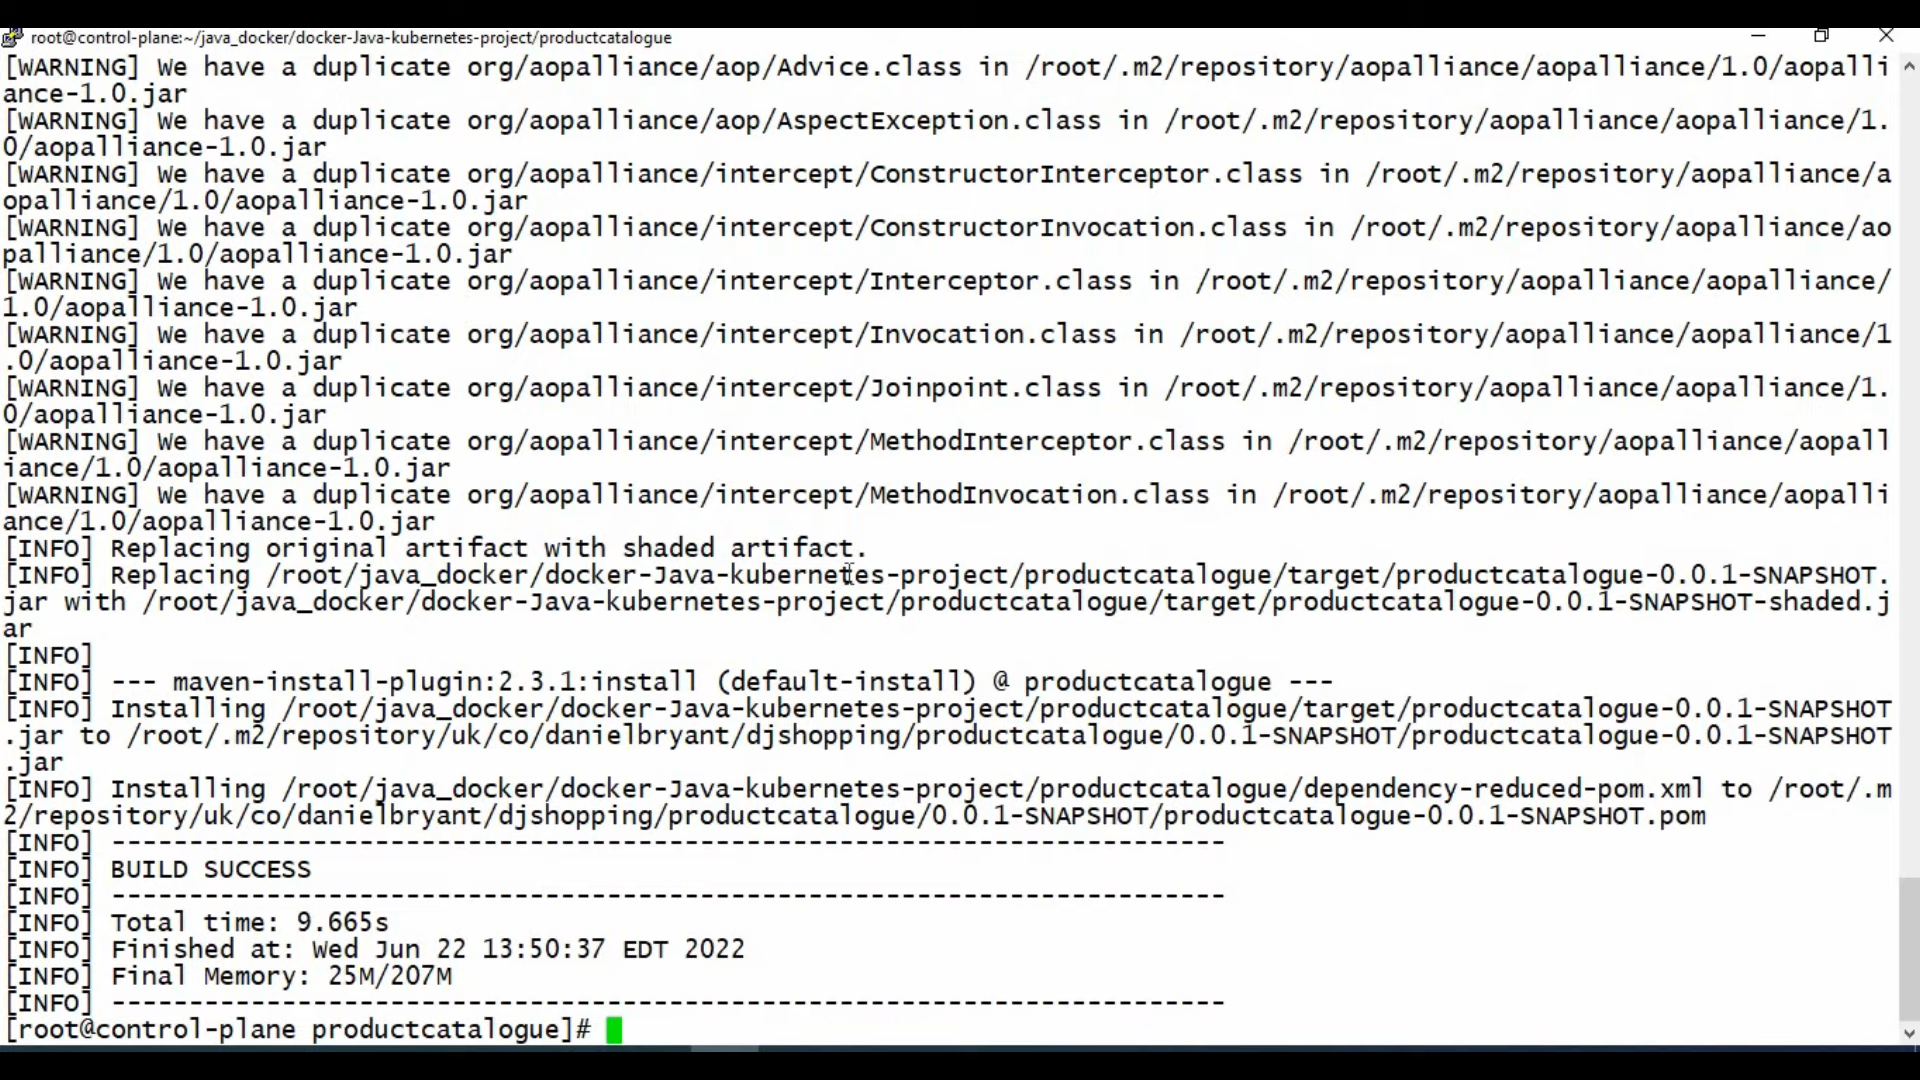 root@control-plane:~/java_docker/docker-Java-kubernetes-project/productcatalogue
[WARNING] We have a duplicate org/aopalliance/aop/Advice.class in /root/.m2/repository/aopalliance/aopalliance/1.0/aopalli
ance-1.0.jar
[WARNING] We have a duplicate org/aopalliance/aop/AspectException.class in /root/.m2/repository/aopalliance/aopalliance/1.
0/aopalliance-1.0.jar
[WARNING] We have a duplicate org/aopalliance/intercept/ConstructorInterceptor.class in /root/.m2/repository/aopalliance/a
opalliance/1.0/aopalliance-1.0.jar
[WARNING] We have a duplicate org/aopalliance/intercept/ConstructorInvocation.class in /root/.m2/repository/aopalliance/ao
palliance/1.0/aopalliance-1.0.jar
[WARNING] We have a duplicate org/aopalliance/intercept/Interceptor.class in /root/.m2/repository/aopalliance/aopalliance/
1.0/aopalliance-1.0.jar
[WARNING] We have a duplicate org/aopalliance/intercept/Invocation.class in /root/.m2/repository/aopalliance/aopalliance/1
.0/aopalliance-1.0.jar
[WARNING] We have a duplicate org/aopalliance/intercept/Joinpoint.class in /root/.m2/repository/aopalliance/aopalliance/1.
0/aopalliance-1.0.jar
[WARNING] We have a duplicate org/aopalliance/intercept/MethodInterceptor.class in /root/.m2/repository/aopalliance/aopall
iance/1.0/aopalliance-1.0.jar
[WARNING] We have a duplicate org/aopalliance/intercept/MethodInvocation.class in /root/.m2/repository/aopalliance/aopalli
ance/1.0/aopalliance-1.0.jar
[INFO] Replacing original artifact with shaded artifact.
[INFO] Replacing /root/java_docker/docker-Java-kubernetes-project/productcatalogue/target/productcatalogue-0.0.1-SNAPSHOT.
jar with /root/java_docker/docker-Java-kubernetes-project/productcatalogue/target/productcatalogue-0.0.1-SNAPSHOT-shaded.j
ar
[INFO]
[INFO] --- maven-install-plugin:2.3.1:install (default-install) @ productcatalogue ---
[INFO] Installing /root/java_docker/docker-Java-kubernetes-project/productcatalogue/target/productcatalogue-0.0.1-SNAPSHOT
.jar to /root/.m2/repository/uk/co/danielbryant/djshopping/productcatalogue/0.0.1-SNAPSHOT/productcatalogue-0.0.1-SNAPSHOT
.jar
[INFO] Installing /root/java_docker/docker-Java-kubernetes-project/productcatalogue/dependency-reduced-pom.xml to /root/.m
2/repository/uk/co/danielbryant/djshopping/productcatalogue/0.0.1-SNAPSHOT/productcatalogue-0.0.1-SNAPSHOT.pom
[INFO] ------------------------------------------------------------------------
[INFO] BUILD SUCCESS
[INFO] ------------------------------------------------------------------------
[INFO] Total time: 9.665s
[INFO] Finished at: Wed Jun 22 13:50:37 EDT 2022
[INFO] Final Memory: 25M/207M
[INFO] ------------------------------------------------------------------------
[root@control-plane productcatalogue]#